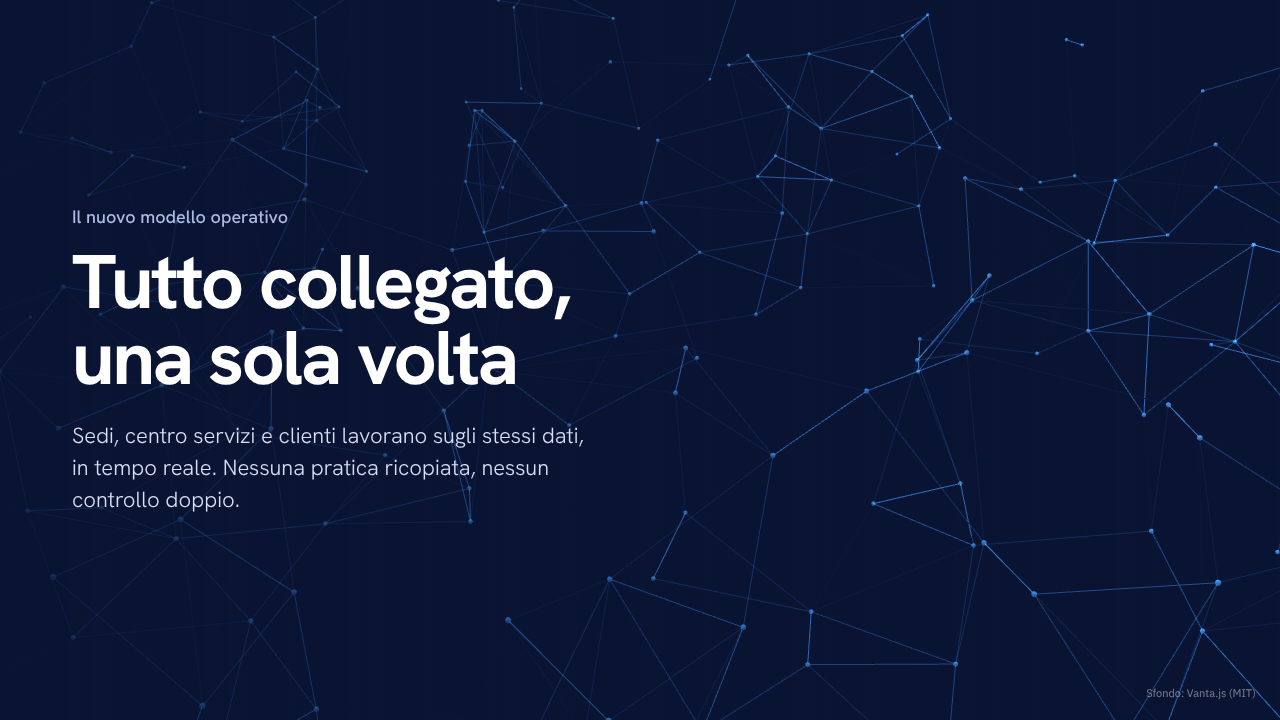 Il nuovo modello operativo
Tutto collegato,
una sola volta
Sedi, centro servizi e clienti lavorano sugli stessi dati,
in tempo reale. Nessuna pratica ricopiata, nessun
controllo doppio.
Sfondo: Vanta.js (MIT)